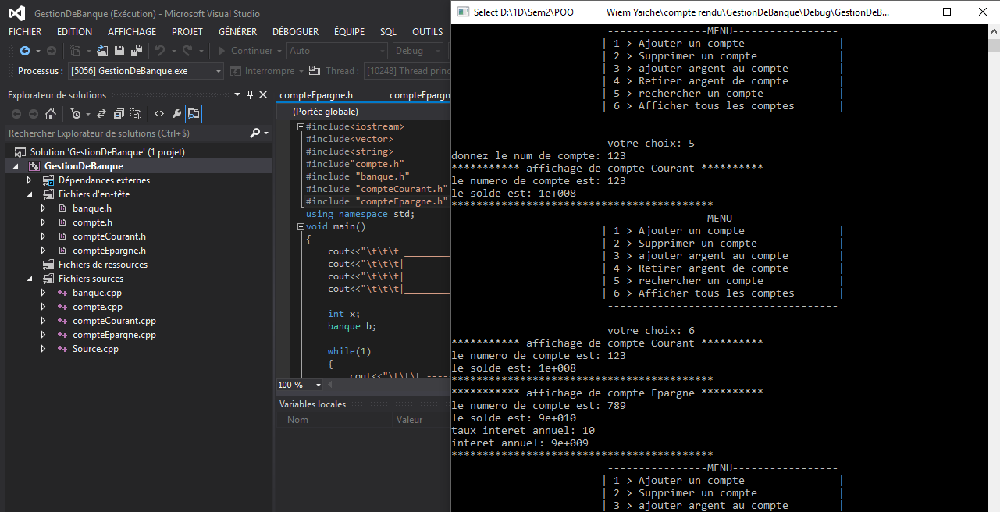 GestionDeBanque (Exécution) - Microsoft Visual Studio
FICHIER EDITION AFFICHAGE PROJET GÉNÉRER DÉBOGUER ÉQUIPE SQL OUTILS
Continuer Auto Debug
Processus : [5056] GestionDeBanque.exe Interrompre Thread : [10248] Thread princ
Explorateur de solutions
Rechercher Explorateur de solutions (Ctrl+$)
Solution 'GestionDeBanque' (1 projet)
GestionDeBanque
Dépendances externes
Fichiers d'en-tête
banque.h
compte.h
compteCourant.h
compteEpargne.h
Fichiers de ressources
Fichiers sources
banque.cpp
compte.cpp
compteCourant.cpp
compteEpargne.cpp
Source.cpp
compteEpargne.h compteEpargn
(Portée globale)
#include<iostream>
#include<vector>
#include<string>
#include"compte.h"
#include "banque.h"
#include "compteCourant.h"
#include "compteEpargne.h"
using namespace std;
void main()
{
cout<<"\t\t\t ________
cout<<"\t\t\t|
cout<<"\t\t\t|
cout<<"\t\t\t|________
int x;
banque b;
while(1)
{
cout<<"\t\t\t -----
100 %
Variables locales
Nom Valeur
Select D:\1D\Sem2\POO Wiem Yaiche\compte rendu\GestionDeBanque\Debug\GestionDeB...
----------------MENU-----------------
| 1 > Ajouter un compte |
| 2 > Supprimer un compte |
| 3 > ajouter argent au compte |
| 4 > Retirer argent de compte |
| 5 > rechercher un compte |
| 6 > Afficher tous les comptes |
-------------------------------------
votre choix: 5
donnez le num de compte: 123
*********** affichage de compte Courant **********
le numero de compte est: 123
le solde est: 1e+008
******************************************
----------------MENU-----------------
| 1 > Ajouter un compte |
| 2 > Supprimer un compte |
| 3 > ajouter argent au compte |
| 4 > Retirer argent de compte |
| 5 > rechercher un compte |
| 6 > Afficher tous les comptes |
-------------------------------------
votre choix: 6
*********** affichage de compte Courant **********
le numero de compte est: 123
le solde est: 1e+008
******************************************
*********** affichage de compte Epargne **********
le numero de compte est: 789
le solde est: 9e+010
taux interet annuel: 10
interet annuel: 9e+009
******************************************
----------------MENU-----------------
| 1 > Ajouter un compte |
| 2 > Supprimer un compte |
| 3 > ajouter argent au compte |